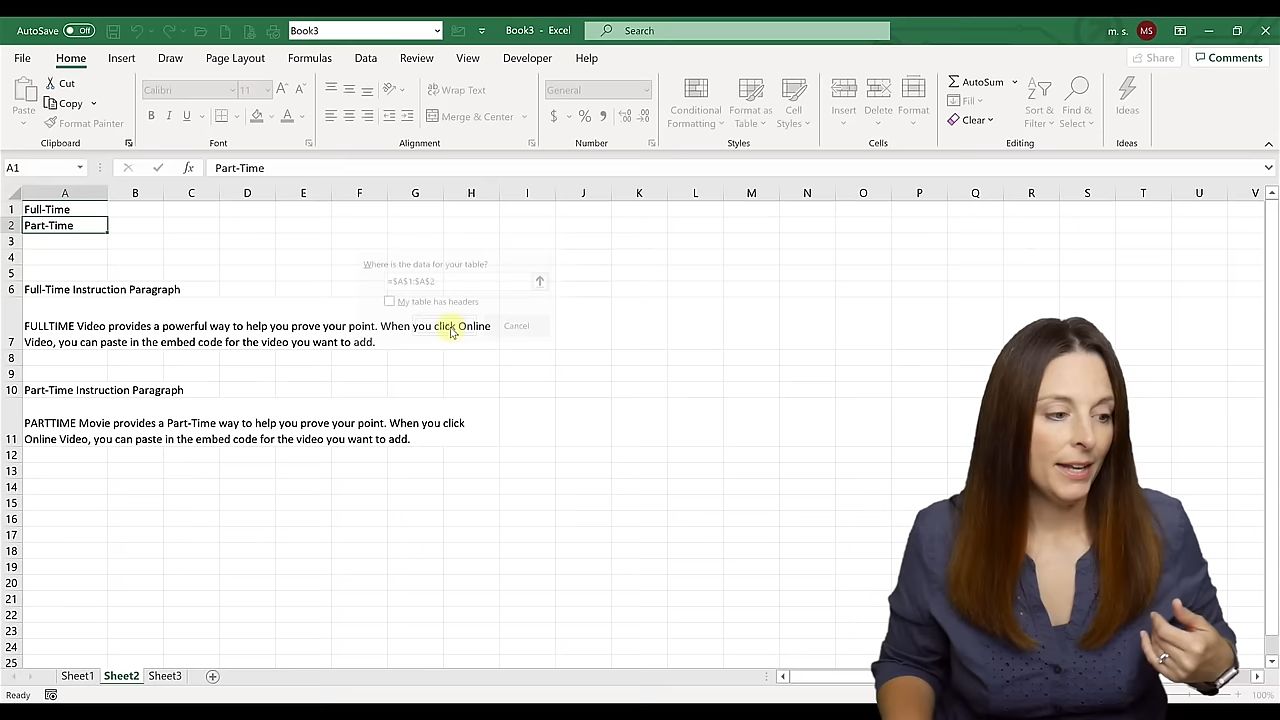 AutoSave Off Book3 Book3 - Excel Search m. s. MS
File Home Insert Draw Page Layout Formulas Data Review View Developer Help Share Comments
Paste Cut Copy Format Painter Clipboard
Calibri 11 B I U Font
Wrap Text Merge & Center Alignment
General $ % Number
Conditional Formatting Format as Table Cell Styles Styles
Insert Delete Format Cells
AutoSum Fill Clear Sort & Filter Find & Select Editing
Ideas Ideas
A1 fx Part-Time
A B C D E F G H I J K L M N O P Q R S T U V
1 Full-Time
2 Part-Time
3
4
Where is the data for your table?
5
=$A$1:$A$2
6 Full-Time Instruction Paragraph
My table has headers
Cancel
FULLTIME Video provides a powerful way to help you prove your point. When you click Online
7 Video, you can paste in the embed code for the video you want to add.
8
9
10 Part-Time Instruction Paragraph
PARTTIME Movie provides a Part-Time way to help you prove your point. When you click
11 Online Video, you can paste in the embed code for the video you want to add.
12
13
14
15
16
17
18
19
20
21
22
23
24
25
Sheet1 Sheet2 Sheet3
Ready 100%